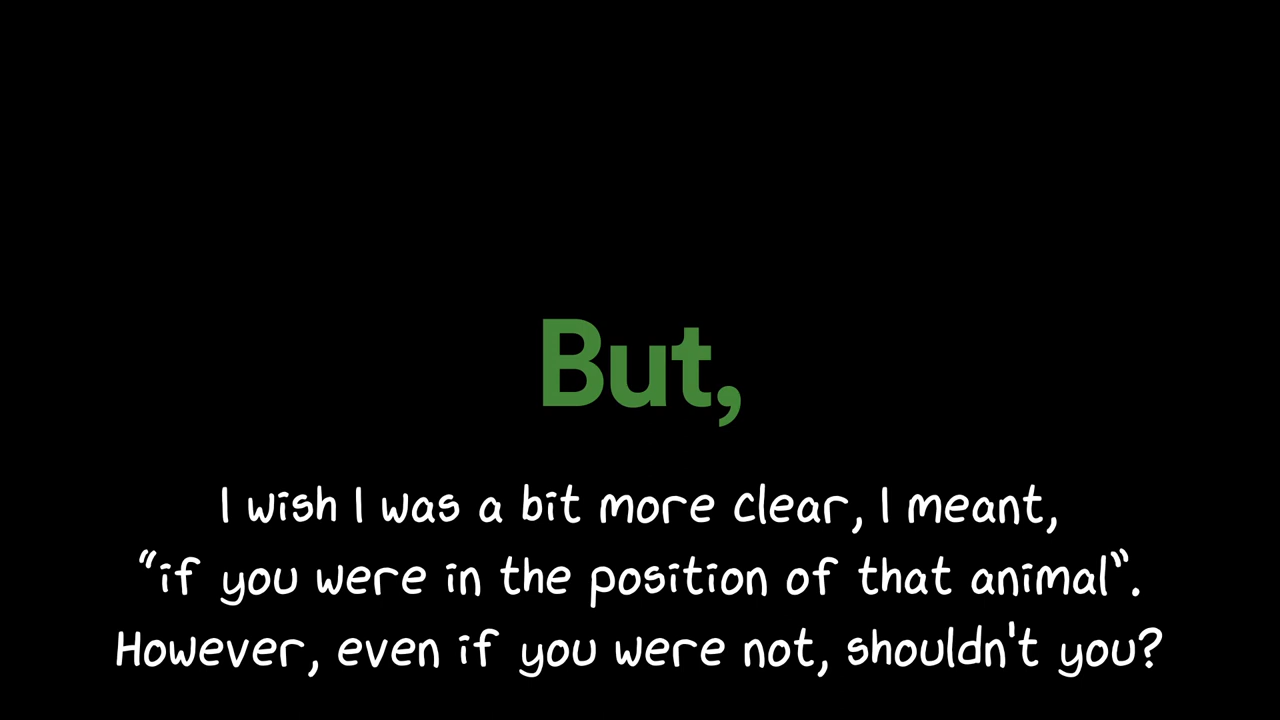 But,
I wish I was a bit more clear, I meant,
“if you were in the position of that animal”.
However, even if you were not, shouldn't you?